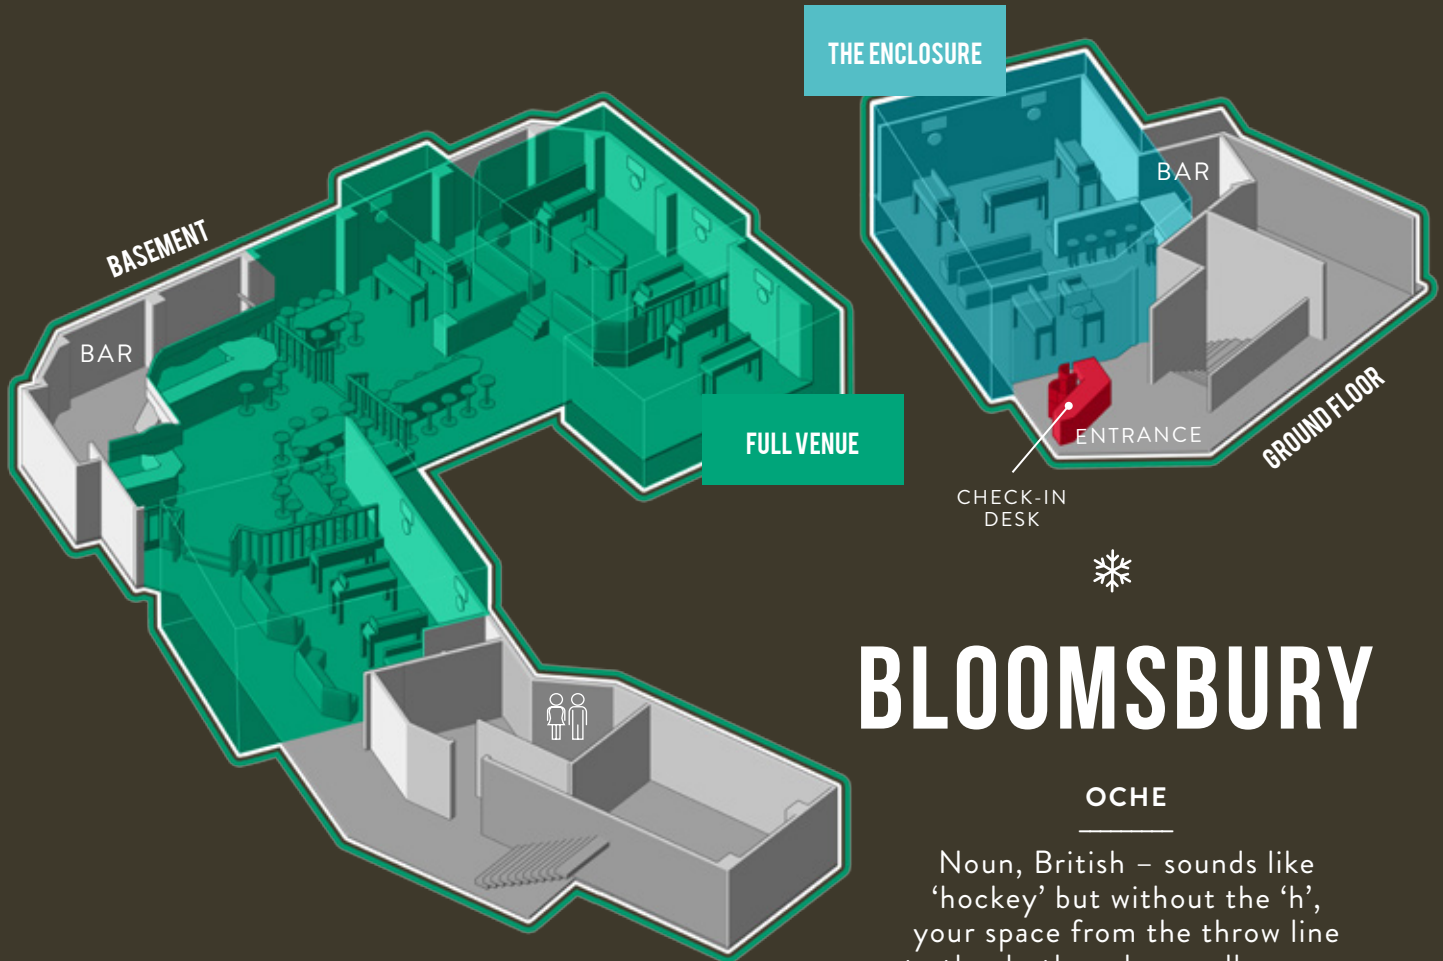 THE ENCLOSURE
BASEMENT
BAR
BAR
FULL VENUE
ENTRANCE
GROUND FLOOR
CHECK-IN
DESK
BLOOMSBURY
OCHE
Noun, British – sounds like
‘hockey’ but without the ‘h’,
your space from the throw line